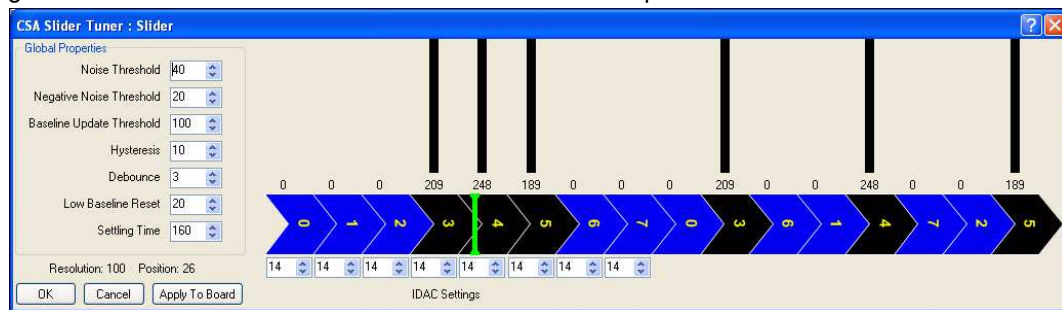 CSA Slider Tuner : Slider
Global Properties
Noise Threshold 40
Negative Noise Threshold 20
Baseline Update Threshold 100
Hysteresis 10
Debounce 3
Low Baseline Reset 20
Settling Time 160
Resolution: 100 Position: 26
OK Cancel Apply To Board
0 0 0 209 248 189 0 0 0 209 0 0 248 0 0 189
0 1 2 3 4 5 6 7 0 3 6 1 4 7 2 5
14 14 14 14 14 14 14 14
IDAC Settings